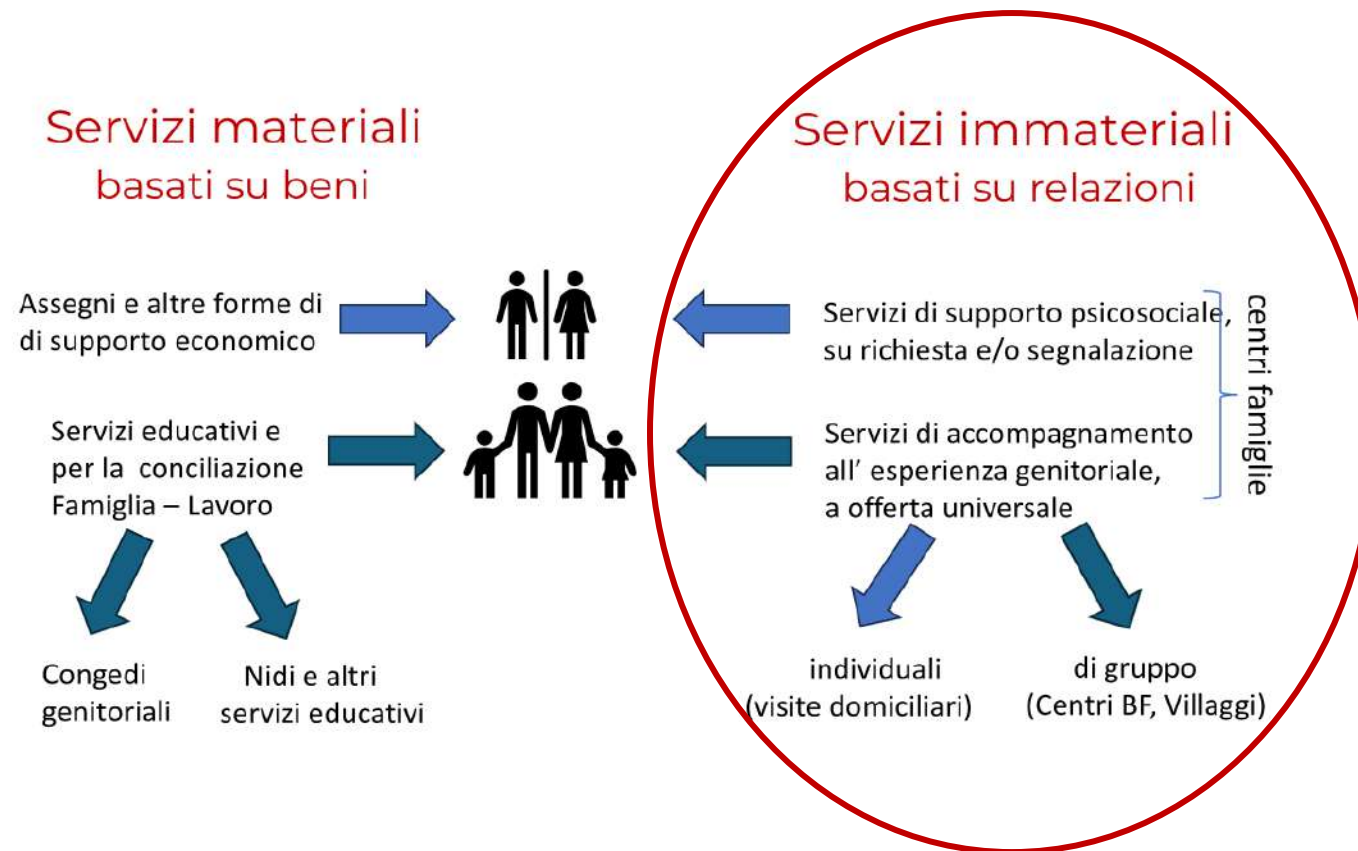 Servizi materiali
basati su beni
Assegni e altre forme di
di supporto economico
Servizi educativi e
per la conciliazione
Famiglia – Lavoro
Congedi
genitoriali
Nidi e altri
servizi educativi
Servizi immateriali
basati su relazioni
Servizi di supporto psicosociale,
su richiesta e/o segnalazione
Servizi di accompagnamento
all’ esperienza genitoriale,
a offerta universale
centri famiglie
individuali
(visite domiciliari)
di gruppo
(Centri BF, Villaggi)